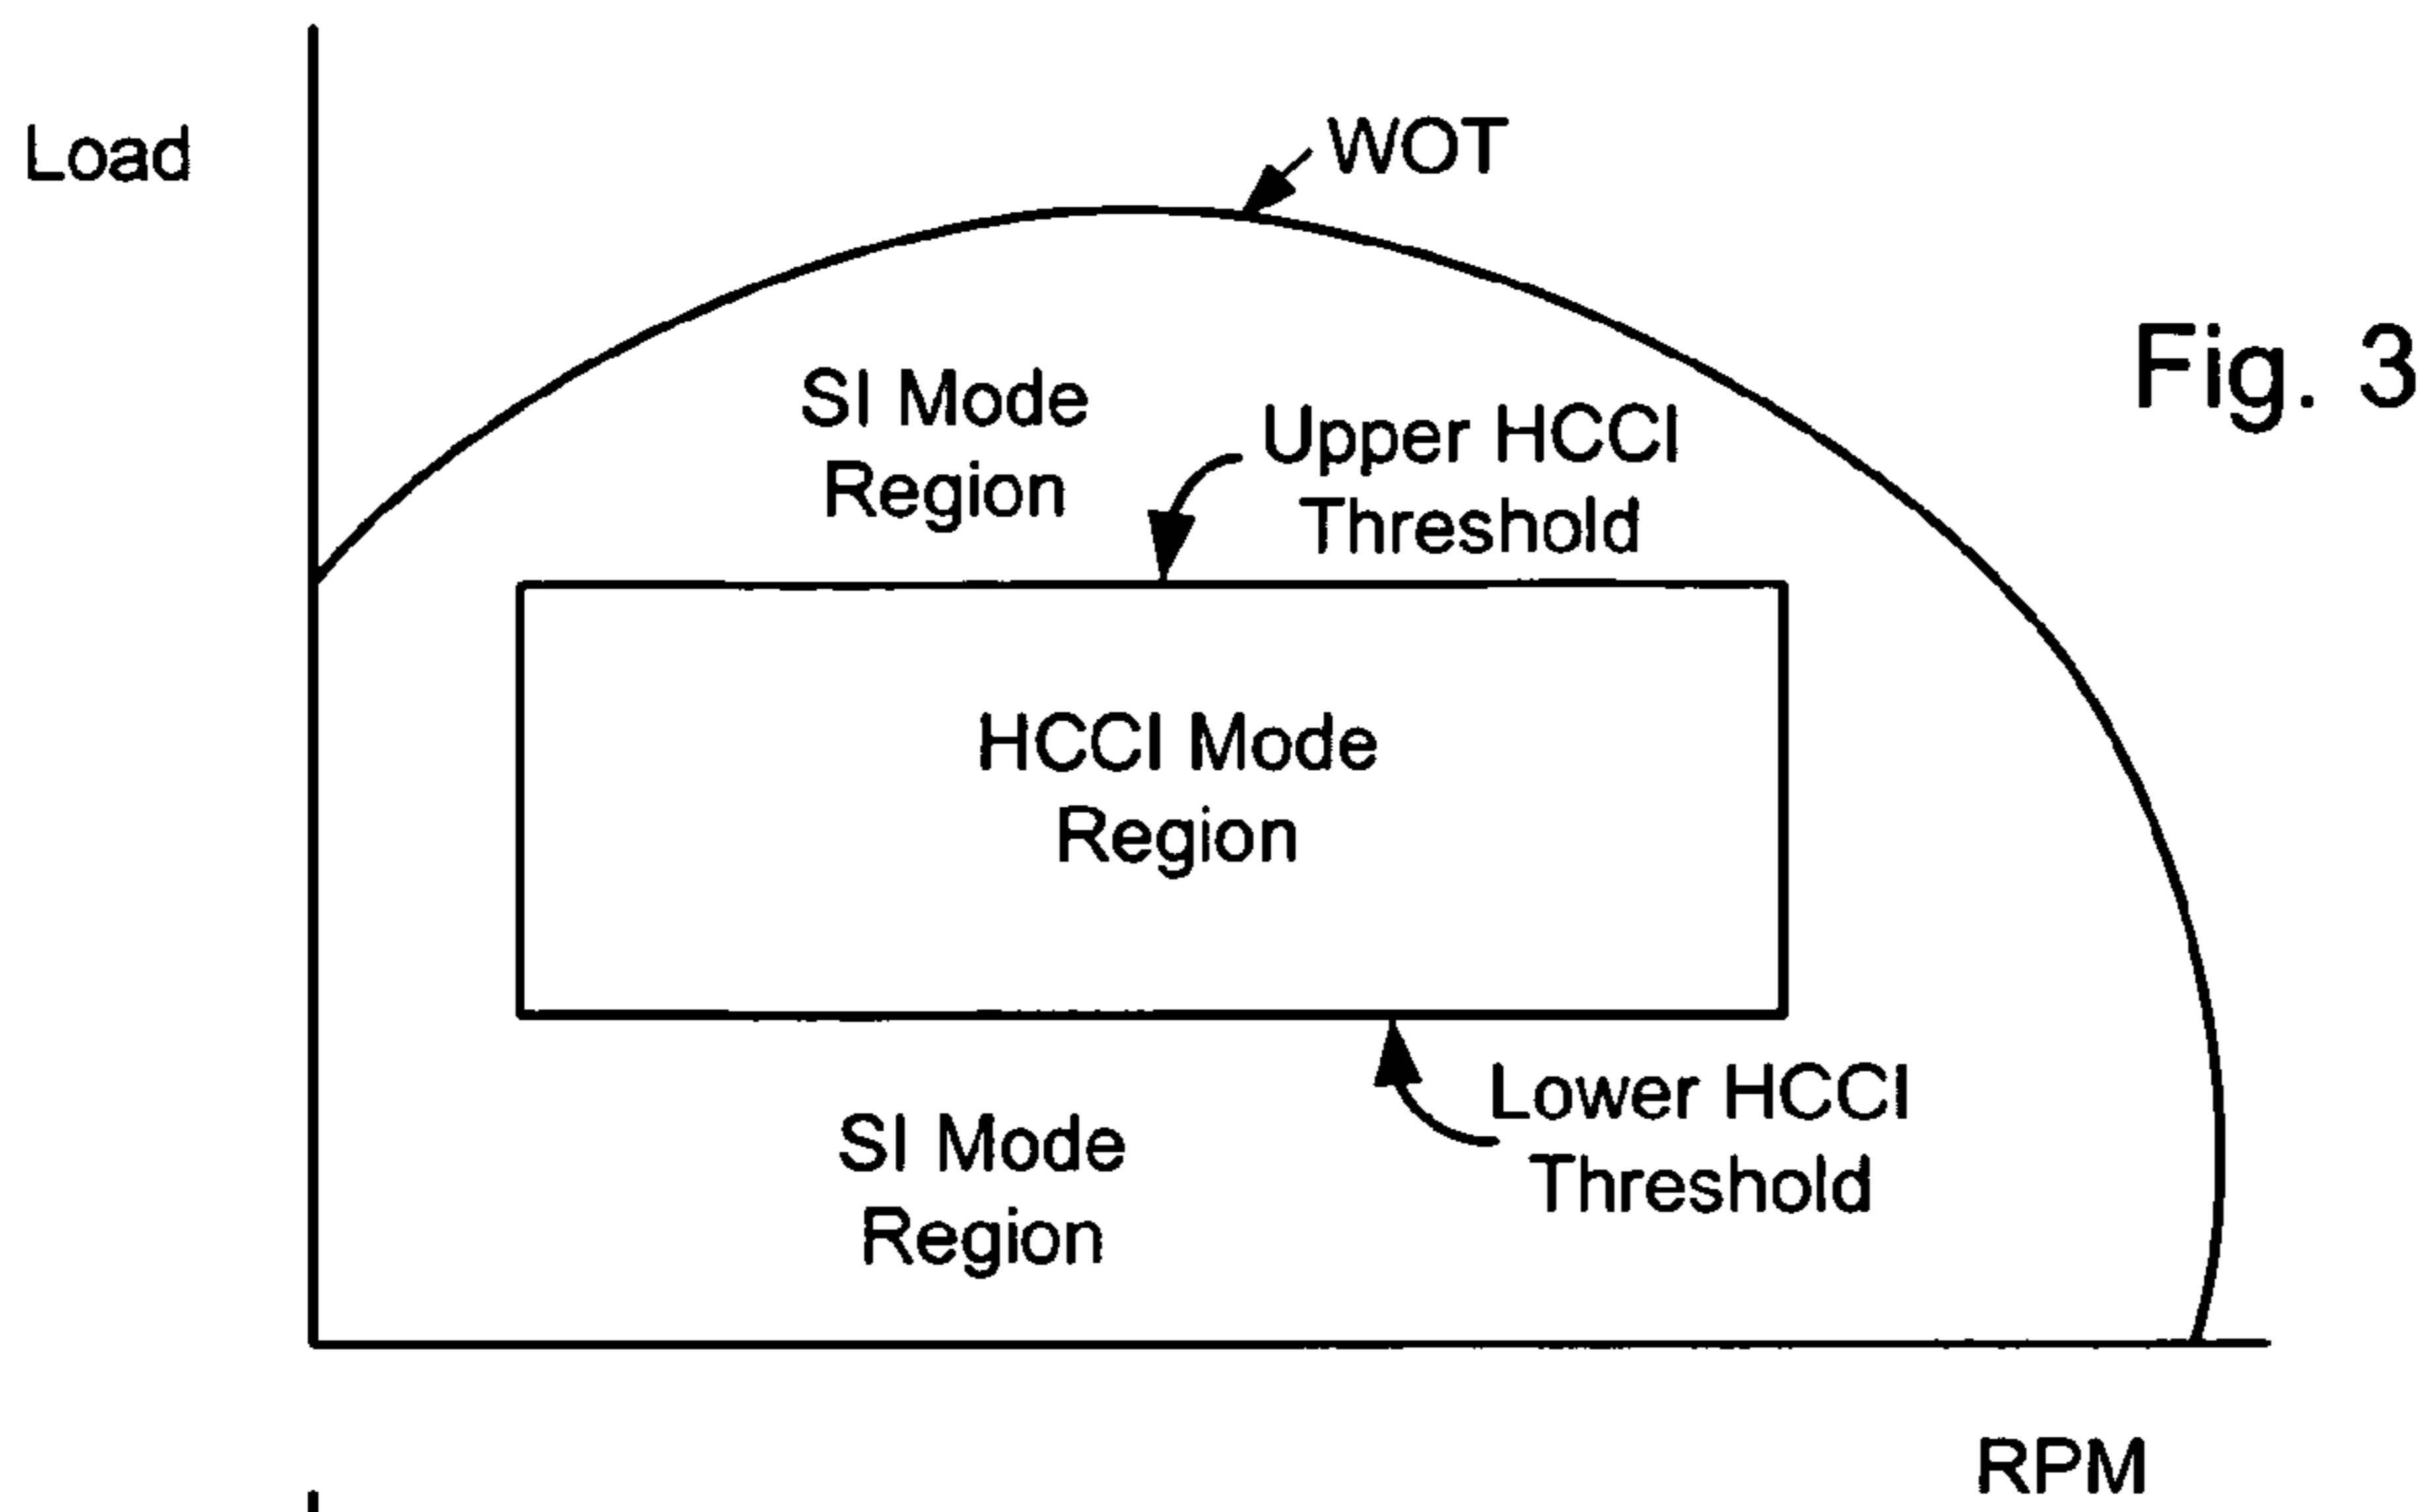 Load
WOT
Fig. 3
SI Mode
Region
Upper HCCI
Threshold
HCCI Mode
Region
Lower HCCI
Threshold
SI Mode
Region
RPM